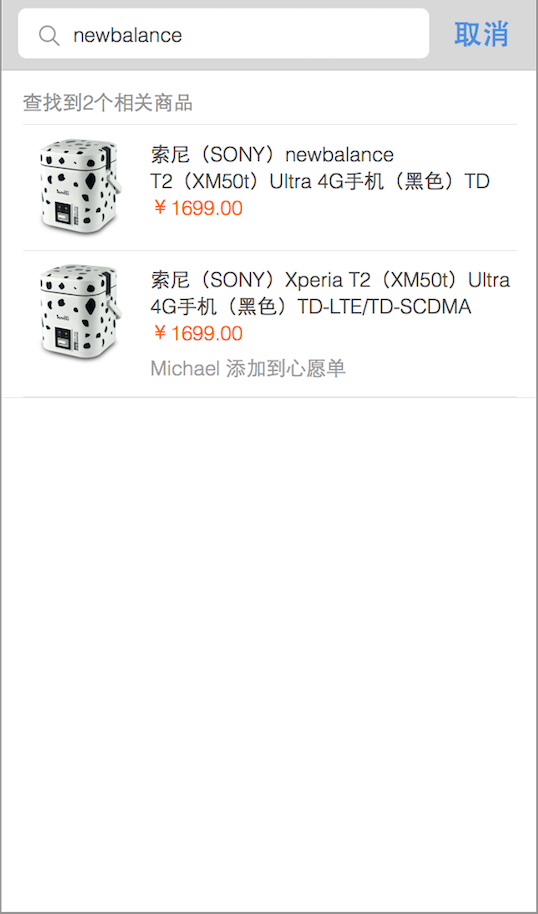 newbalance
取消
查找到2个相关商品
索尼（SONY）newbalance
T2（XM50t）Ultra 4G手机（黑色）TD
￥1699.00
索尼（SONY）Xperia T2（XM50t）Ultra
4G手机（黑色）TD-LTE/TD-SCDMA
￥1699.00
Michael 添加到心愿单